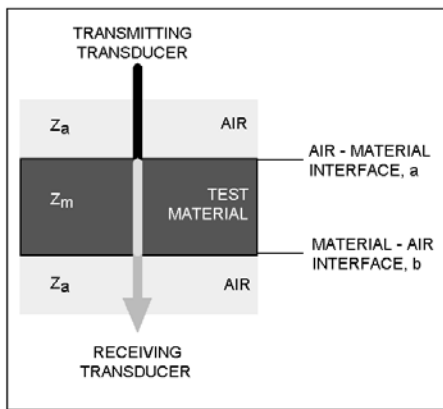 TRANSMITTING
TRANSDUCER
Za
AIR
AIR - MATERIAL
INTERFACE, a
Zm
TEST
MATERIAL
MATERIAL - AIR
INTERFACE, b
Za
AIR
RECEIVING
TRANSDUCER